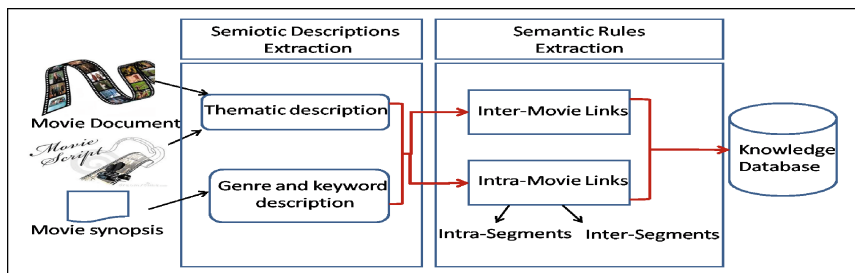 Semiotic Descriptions
Extraction
Semantic Rules
Extraction
Movie Document
Movie
Script
Movie synopsis
Thematic description
Genre and keyword
description
Inter-Movie Links
Intra-Movie Links
Intra-Segments
Inter-Segments
Knowledge
Database